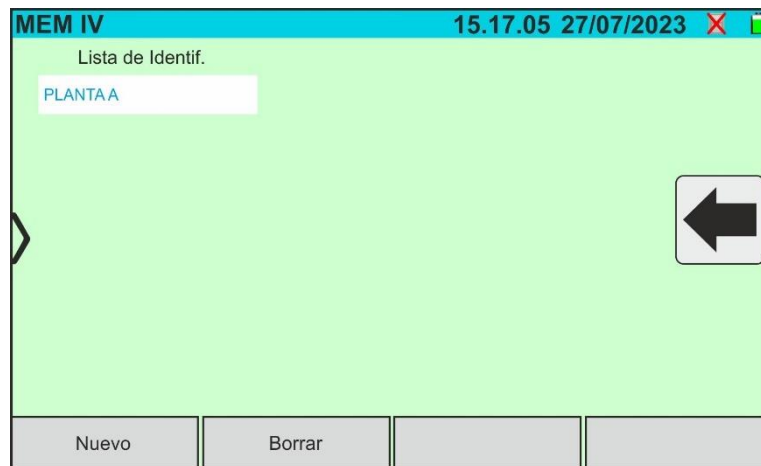 MEM IV 15.17.05 27/07/2023
Lista de Identif.
PLANTA A
Nuevo Borrar